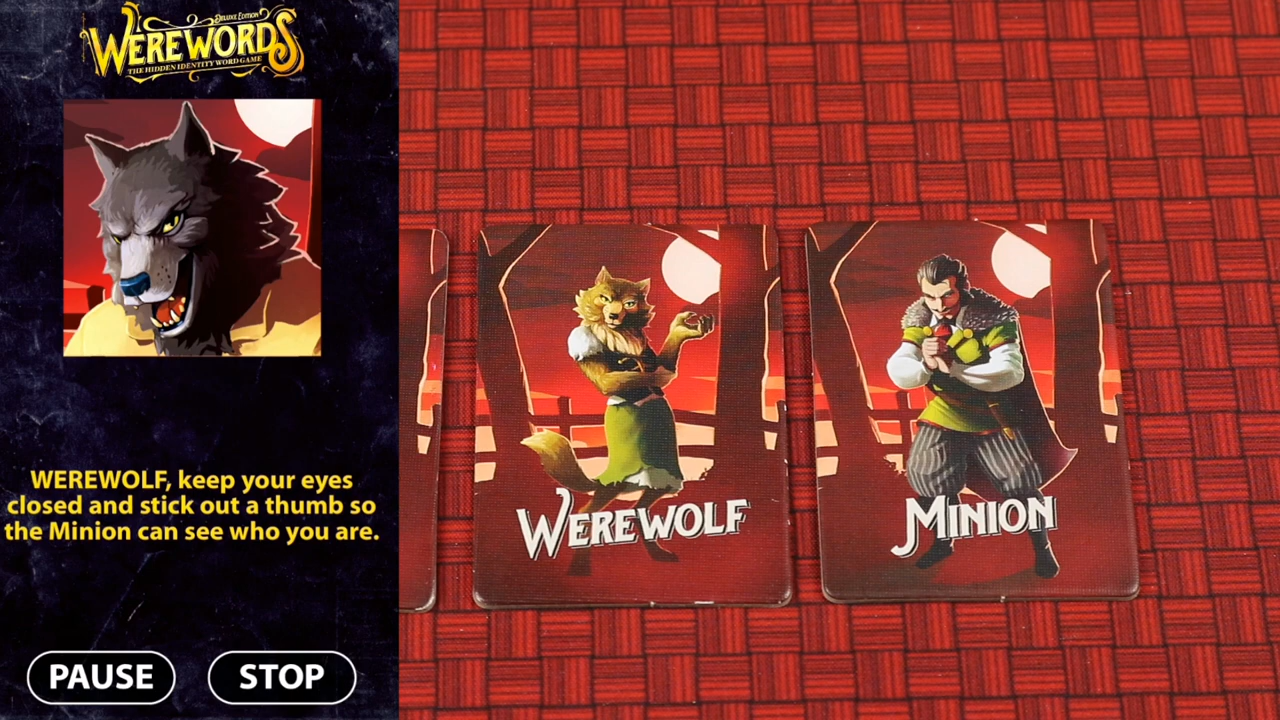 DELUXE EDITION
WEREWORDS
THE HIDDEN IDENTITY WORD GAME
WEREWOLF, keep your eyes
closed and stick out a thumb so
the Minion can see who you are.
PAUSE
STOP
WEREWOLF
MINION